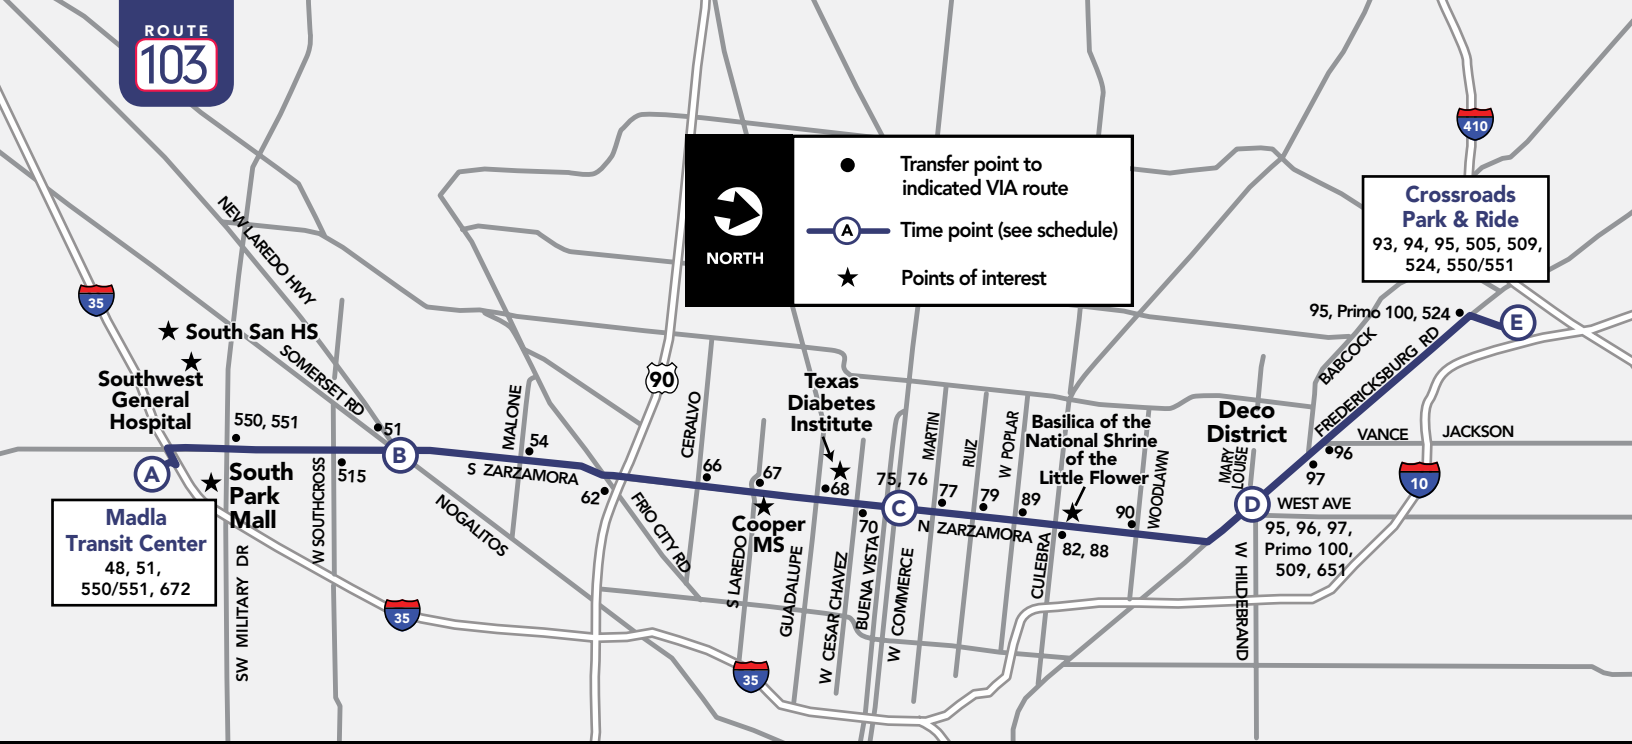 ROUTE
103
410
Transfer point to
indicated VIA route
A
Time point (see schedule)
Points of interest
NORTH
Crossroads
Park & Ride
93, 94, 95, 505, 509,
524, 550/551
NEW LAREDO HWY
35
South San HS
SOMERSET RD
Southwest
General
Hospital
550, 551
51
A
B
515
South
Park
Mall
W SOUTHCROSS
Madla
Transit Center
48, 51,
550/551, 672
SW MILITARY DR
35
NOGALITOS
MALONE
54
S ZARZAMORA
62
90
FRIO CITY RD
CERALVO
66
67
Cooper
MS
S LAREDO
GUADALUPE
35
Texas
Diabetes
Institute
68
W CESAR CHAVEZ
70
BUENA VISTA
75, 76
C
W COMMERCE
MARTIN
77
N ZARZAMORA
RUIZ
79
W POPLAR
89
Basilica of the
National Shrine
of the
Little Flower
CULEBRA
82, 88
90
WOODLAWN
Deco
District
MARY
LOUISE
D
WEST AVE
95, 96, 97,
Primo 100,
509, 651
W HILDEBRAND
97
96
VANCE
JACKSON
10
FREDERICKSBURG RD
BABCOCK
95, Primo 100, 524
E